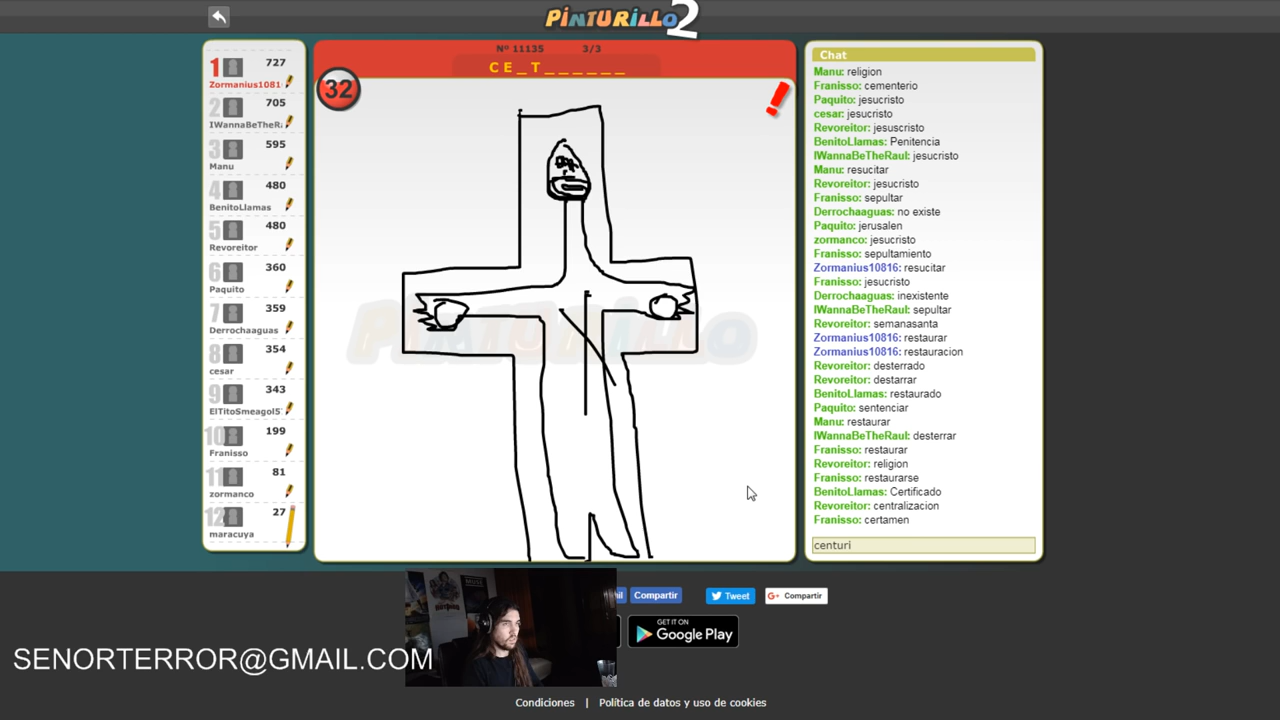 PiNTURiLLO2
Nº 11135 3/3
CE_T______
32
1 727
Zormanius1081
2 705
IWannaBeTheRa
3 595
Manu
4 480
BenitoLlamas
5 480
Revoreitor
6 360
Paquito
7 359
Derrochaaguas
8 354
cesar
9 343
ElTitoSmeagol5
10 199
Franisso
11 81
zormanco
12 27
maracuya
Chat
Manu: religion
Franisso: cementerio
Paquito: jesucristo
cesar: jesucristo
Revoreitor: jesuscristo
BenitoLlamas: Penitencia
IWannaBeTheRaul: jesucristo
Manu: resucitar
Revoreitor: jesucristo
Franisso: sepultar
Derrochaaguas: no existe
Paquito: jerusalen
zormanco: jesucristo
Franisso: sepultamiento
Zormanius10816: resucitar
Franisso: jesucristo
Derrochaaguas: inexistente
IWannaBeTheRaul: sepultar
Revoreitor: semanasanta
Zormanius10816: restaurar
Zormanius10816: restauracion
Revoreitor: desterrado
Revoreitor: destarrar
BenitoLlamas: restaurado
Paquito: sentenciar
Manu: restaurar
IWannaBeTheRaul: desterrar
Franisso: restaurar
Revoreitor: religion
Franisso: restaurarse
BenitoLlamas: Certificado
Revoreitor: centralizacion
Franisso: certamen
centuri
Compartir
Tweet
G+ Compartir
GET IT ON
Google Play
SENORTERROR@GMAIL.COM
Condiciones | Política de datos y uso de cookies